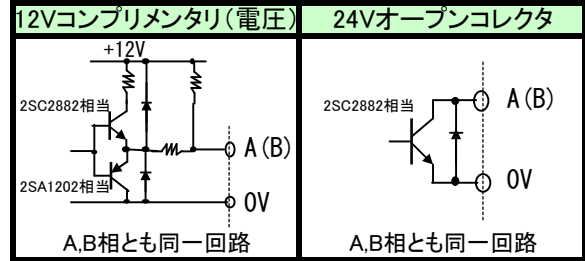 12Vコンプリメンタリ(電圧)
24Vオープンコレクタ
+12V
2SC2882相当
A(B)
2SA1202相当
0V
A,B相とも同一回路
2SC2882相当
A(B)
0V
A,B相とも同一回路